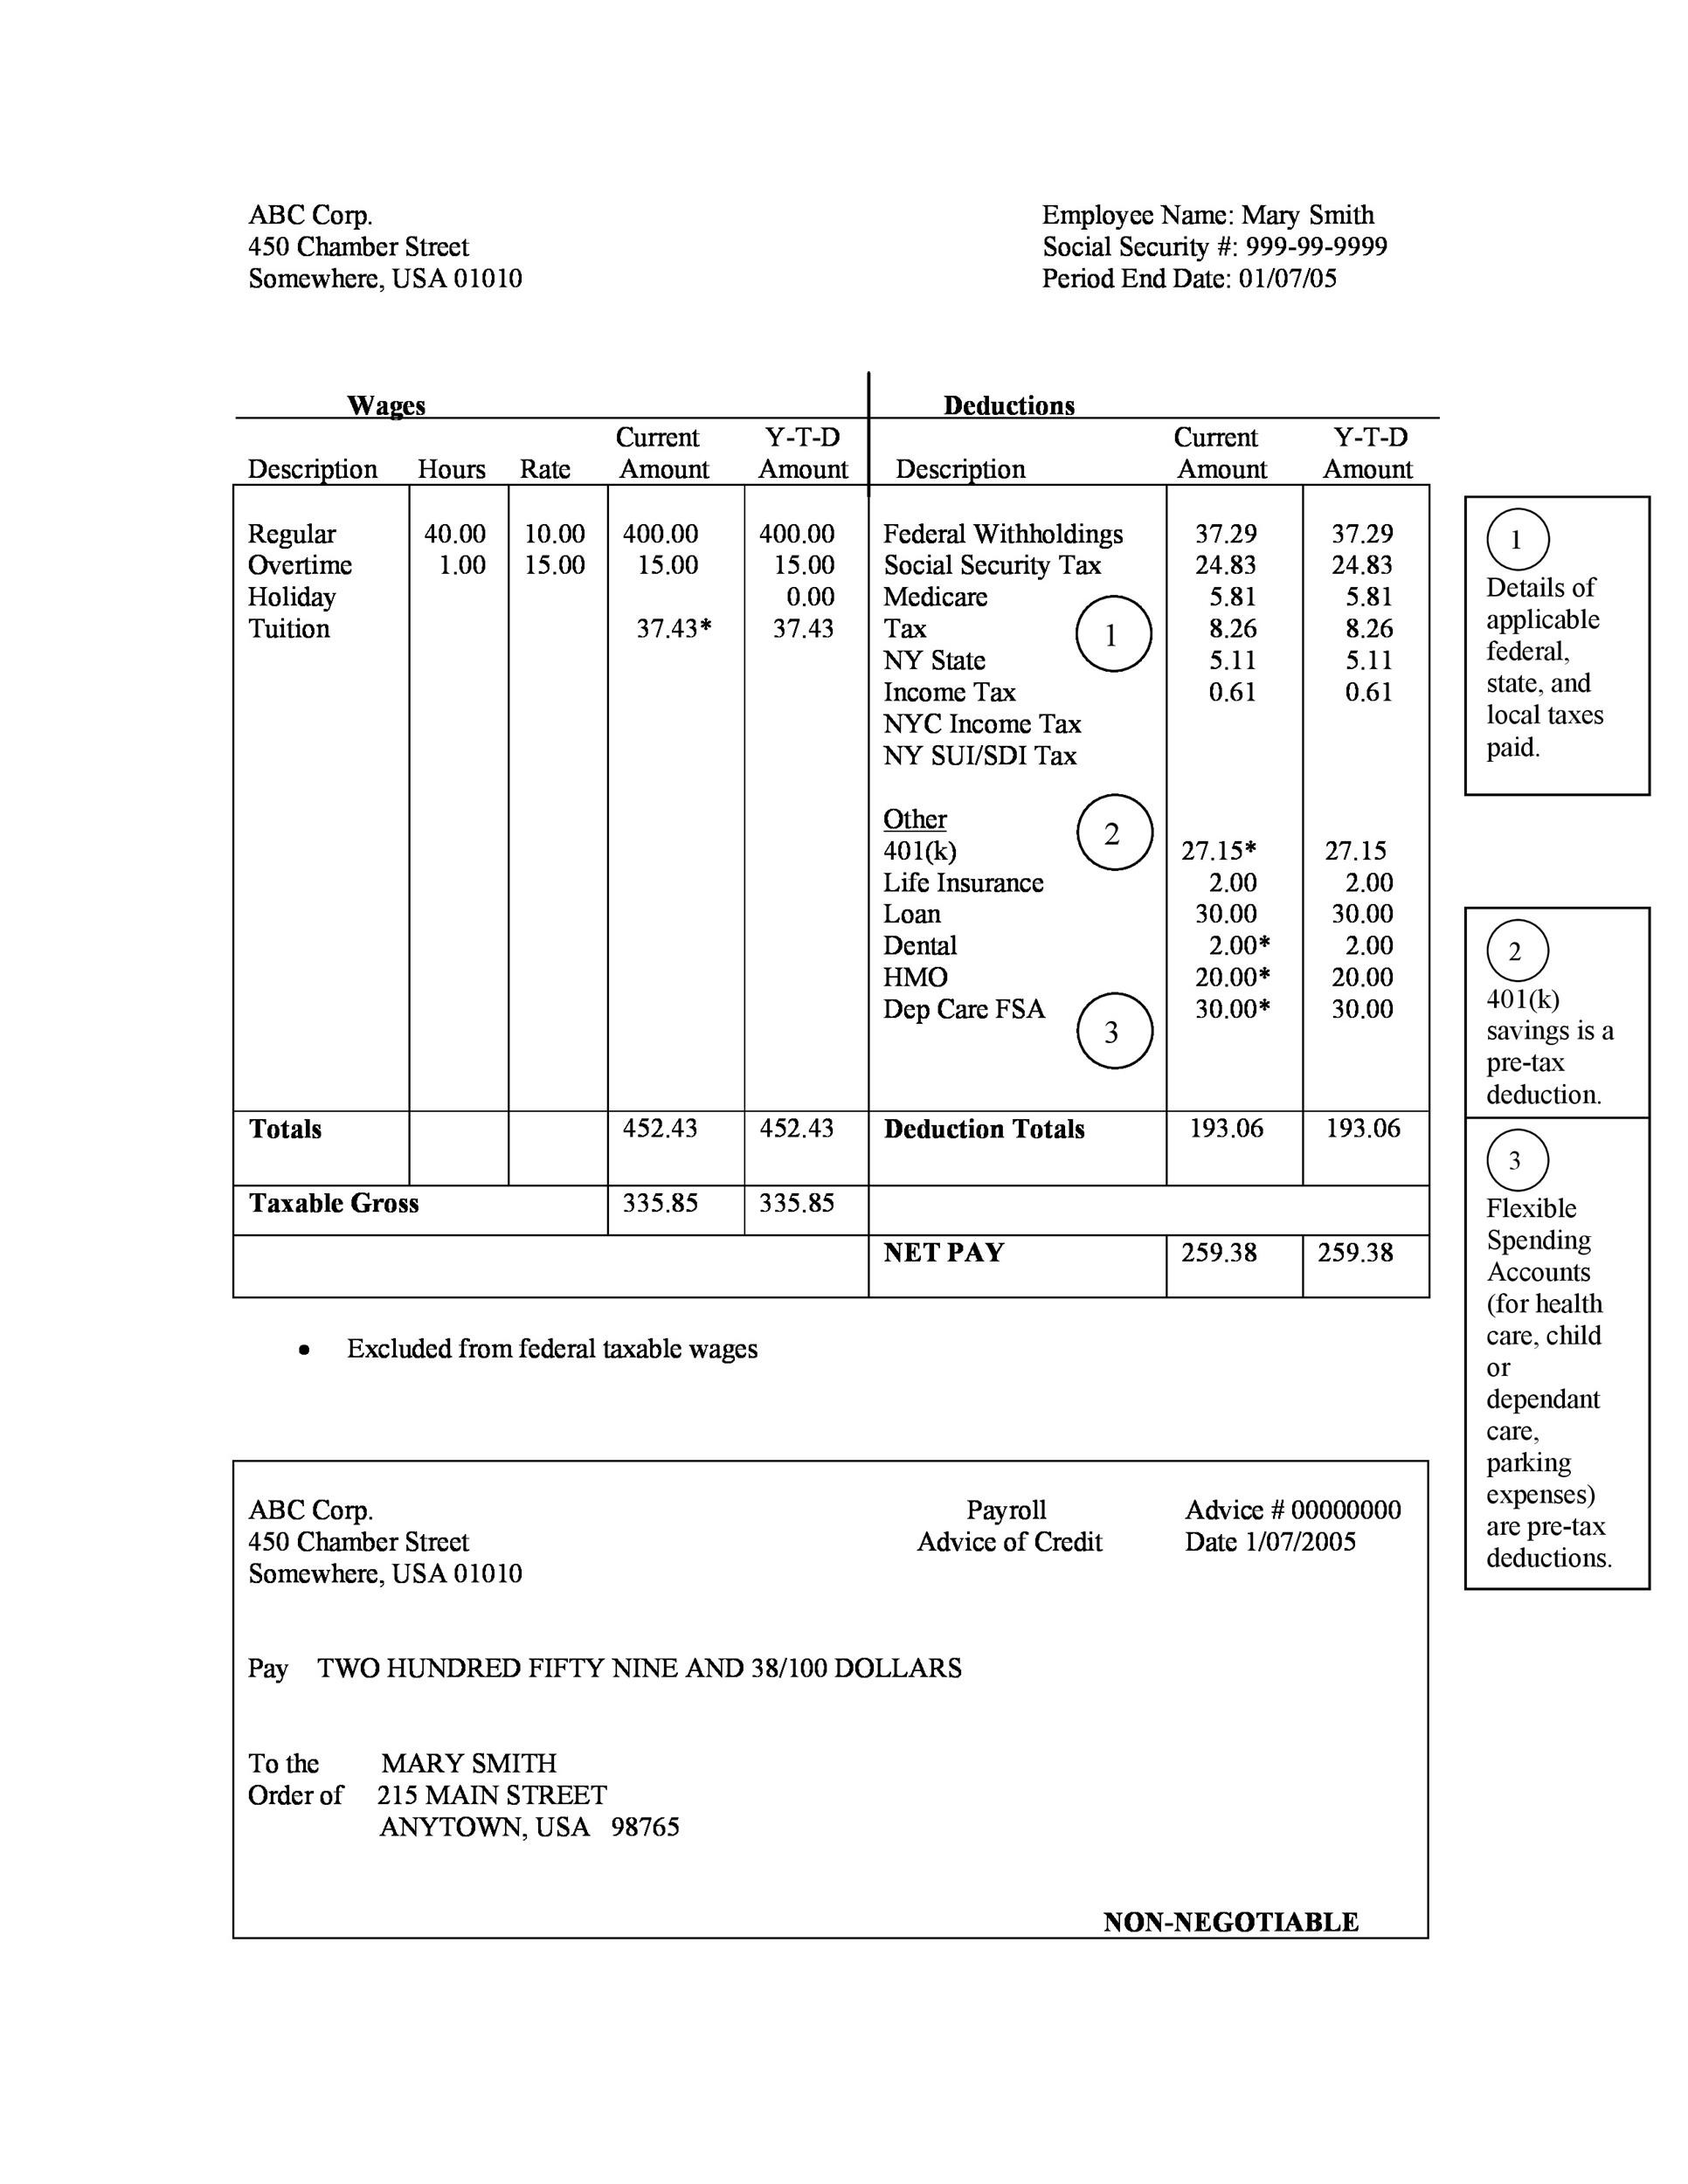 ABC Corp.
450 Chamber Street
Somewhere, USA 01010
Employee Name: Mary Smith
Social Security #: 999-99-9999
Period End Date: 01/07/05
Wages Deductions
Current Y-T-D Current Y-T-D
Description Hours Rate Amount Amount Description Amount Amount
Regular 40.00 10.00 400.00 400.00 Federal Withholdings 37.29 37.29
Overtime 1.00 15.00 15.00 15.00 Social Security Tax 24.83 24.83
Holiday 0.00 Medicare 5.81 5.81
Tuition 37.43* 37.43 Tax 1 8.26 8.26
NY State 5.11 5.11
Income Tax 0.61 0.61
NYC Income Tax
NY SUI/SDI Tax
Other 2
401(k) 27.15* 27.15
Life Insurance 2.00 2.00
Loan 30.00 30.00
Dental 2.00* 2.00
HMO 20.00* 20.00
Dep Care FSA 30.00* 30.00
3
Totals 452.43 452.43 Deduction Totals 193.06 193.06
Taxable Gross 335.85 335.85
NET PAY 259.38 259.38
1
Details of
applicable
federal,
state, and
local taxes
paid.
2
401(k)
savings is a
pre-tax
deduction.
3
Flexible
Spending
Accounts
(for health
care, child
or
dependant
care,
parking
expenses)
are pre-tax
deductions.
• Excluded from federal taxable wages
ABC Corp. Payroll Advice # 00000000
450 Chamber Street Advice of Credit Date 1/07/2005
Somewhere, USA 01010
Pay TWO HUNDRED FIFTY NINE AND 38/100 DOLLARS
To the MARY SMITH
Order of 215 MAIN STREET
ANYTOWN, USA 98765
NON-NEGOTIABLE